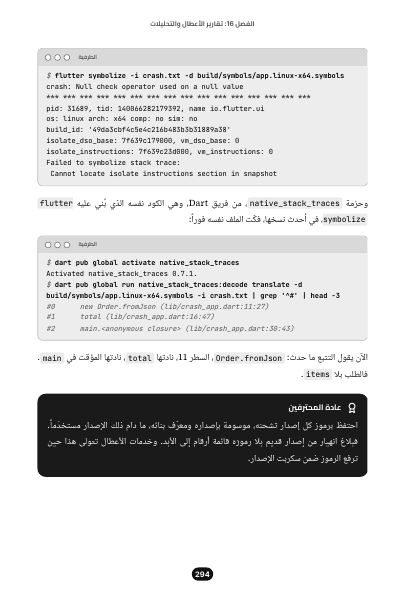 الفصل 16: تقارير الأعطال والتحليلات
الطرفية
$ flutter symbolize -i crash.txt -d build/symbols/app.linux-x64.symbols
crash: Null check operator used on a null value
*** *** *** *** *** *** *** *** *** *** *** *** *** *** *** ***
pid: 31689, tid: 140066282179392, name io.flutter.ui
os: linux arch: x64 comp: no sim: no
build_id: '49da3cbf4c5e4c216b483b3b31889a38'
isolate_dso_base: 7f639c179000, vm_dso_base: 0
isolate_instructions: 7f639c23d000, vm_instructions: 0
Failed to symbolize stack trace:
Cannot locate isolate instructions section in snapshot
وحزمة native_stack_traces، من فريق Dart، وهي الكود نفسه الذي بُني عليه flutter
symbolize، في أحدث نسخها، فكّت الملف نفسه فوراً:
الطرفية
$ dart pub global activate native_stack_traces
Activated native_stack_traces 0.7.1.
$ dart pub global run native_stack_traces:decode translate -d
build/symbols/app.linux-x64.symbols -i crash.txt | grep '^#' | head -3
#0 new Order.fromJson (lib/crash_app.dart:11:27)
#1 total (lib/crash_app.dart:16:47)
#2 main.<anonymous closure> (lib/crash_app.dart:30:43)
الآن يقول التتبع ما حدث: Order.fromJson، السطر 11، نادتها total، نادتها المؤقت في main.
فالطلب بلا items.
عادة المحترفين
احتفظ برموز كل إصدار تشحنه، موسومة بإصداره ومعرّف بنائه، ما دام ذلك الإصدار مستخدَماً.
فبلاغ انهيار من إصدار قديم بلا رموزه قائمة أرقام إلى الأبد. وخدمات الأعطال تتولى هذا حين
ترفع الرموز ضمن سكربت الإصدار.
294